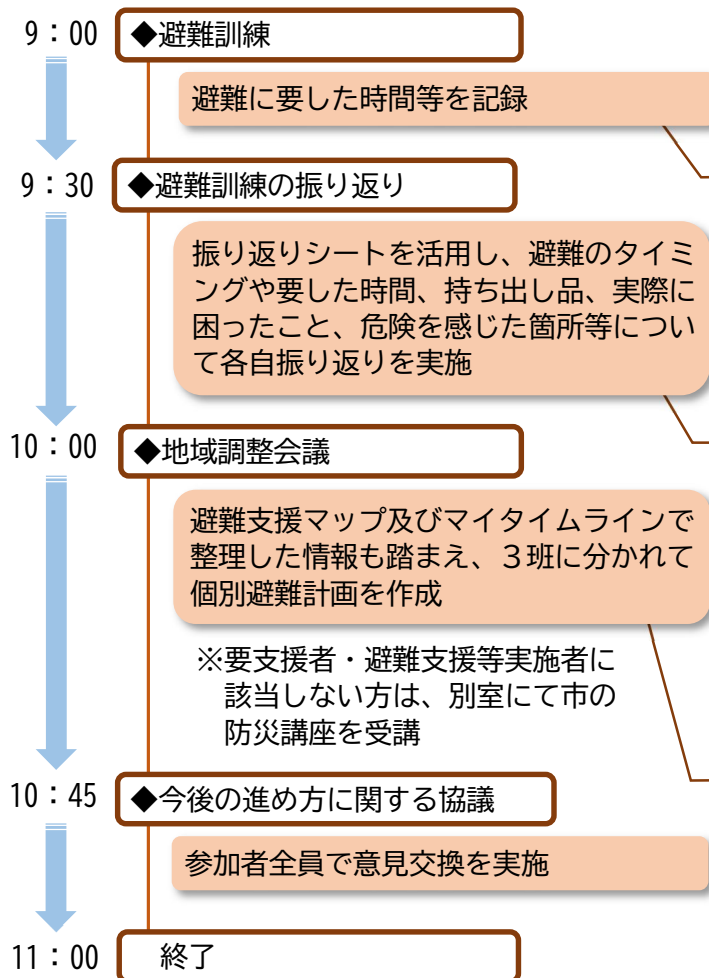 9：00 ◆避難訓練
避難に要した時間等を記録
9：30 ◆避難訓練の振り返り
振り返りシートを活用し、避難のタイミ
ングや要した時間、持ち出し品、実際に
困ったこと、危険を感じた箇所等につい
て各自振り返りを実施
10：00 ◆地域調整会議
避難支援マップ及びマイタイムラインで
整理した情報も踏まえ、３班に分かれて
個別避難計画を作成
※要支援者・避難支援等実施者に
該当しない方は、別室にて市の
防災講座を受講
10：45 ◆今後の進め方に関する協議
参加者全員で意見交換を実施
11：00 終了